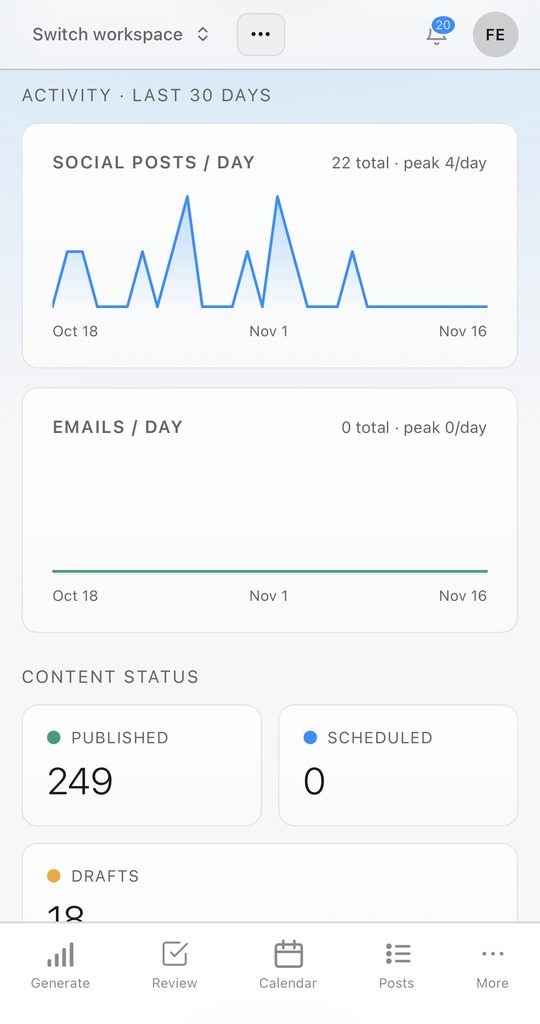 Switch workspace
20
FE
ACTIVITY · LAST 30 DAYS
SOCIAL POSTS / DAY 22 total · peak 4/day
Oct 18 Nov 1 Nov 16
EMAILS / DAY 0 total · peak 0/day
Oct 18 Nov 1 Nov 16
CONTENT STATUS
PUBLISHED SCHEDULED
249 0
DRAFTS
18
Generate Review Calendar Posts More